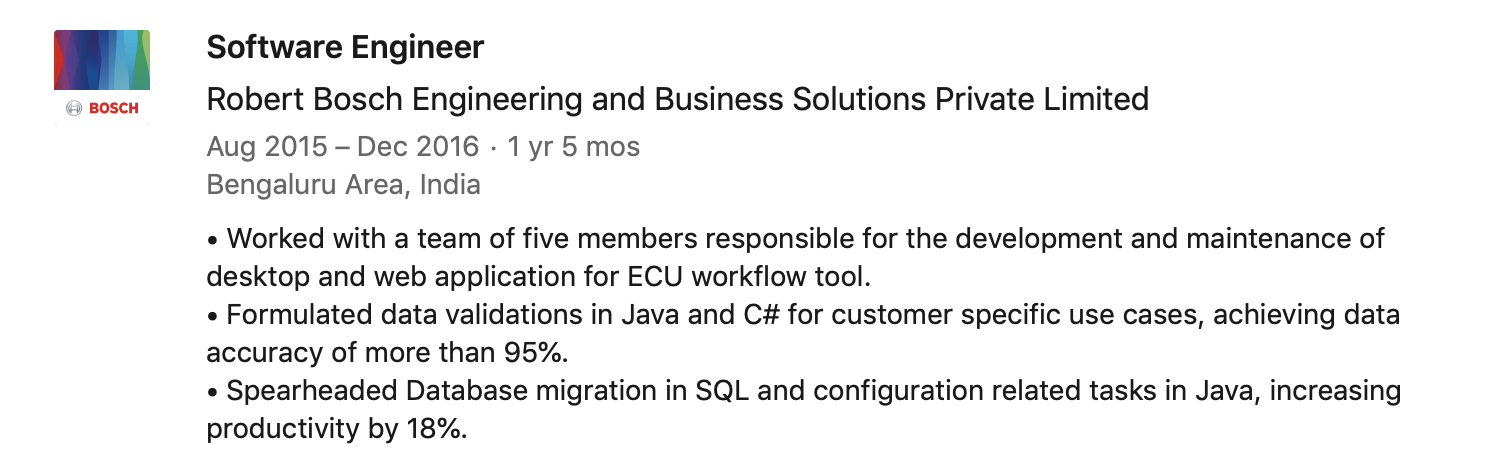 BOSCH
Software Engineer
Robert Bosch Engineering and Business Solutions Private Limited
Aug 2015 – Dec 2016 · 1 yr 5 mos
Bengaluru Area, India
• Worked with a team of five members responsible for the development and maintenance of
desktop and web application for ECU workflow tool.
• Formulated data validations in Java and C# for customer specific use cases, achieving data
accuracy of more than 95%.
• Spearheaded Database migration in SQL and configuration related tasks in Java, increasing
productivity by 18%.